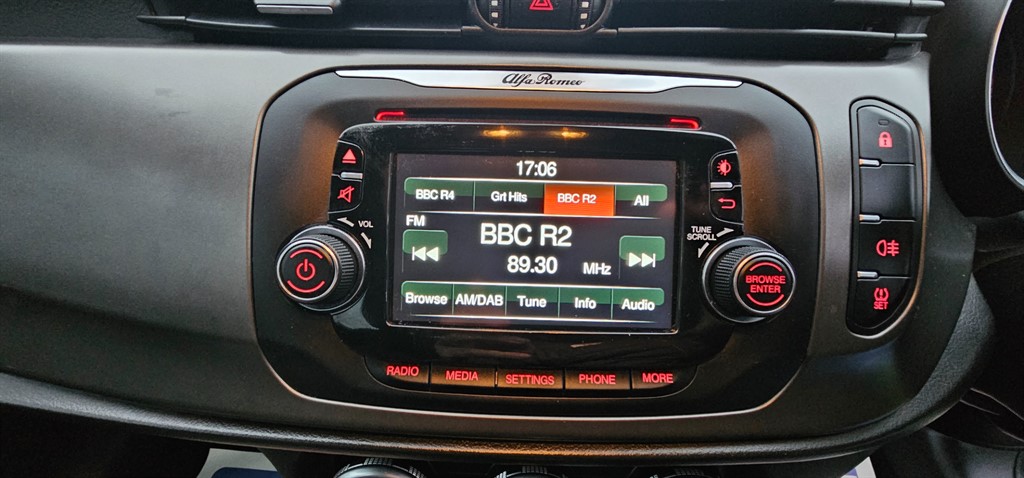 Alfa Romeo
17:06
BBC R4 Grt Hits BBC R2 All
FM
BBC R2
89.30 MHz
Browse AM/DAB Tune Info Audio
VOL
TUNE
SCROLL
BROWSE
ENTER
RADIO MEDIA SETTINGS PHONE MORE
SET